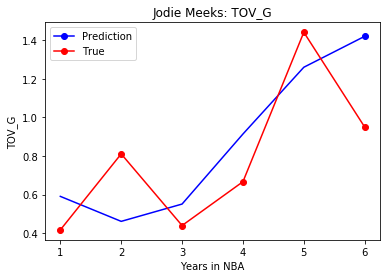 Jodie Meeks: TOV_G
Prediction
True
TOV_G
1.4
1.2
1.0
0.8
0.6
0.4
1 2 3 4 5 6
Years in NBA